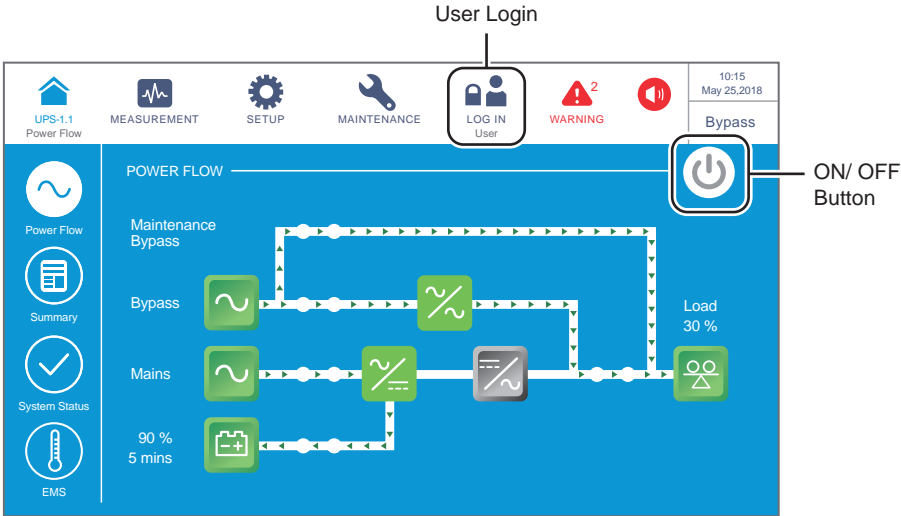 User Login
UPS-1.1
Power Flow
MEASUREMENT
SETUP
MAINTENANCE
LOG IN
User
2
WARNING
10:15
May 25,2018
Bypass
ON/ OFF
Button
POWER FLOW
Power Flow
Summary
System Status
EMS
Maintenance
Bypass
Bypass
Mains
90 %
5 mins
Load
30 %